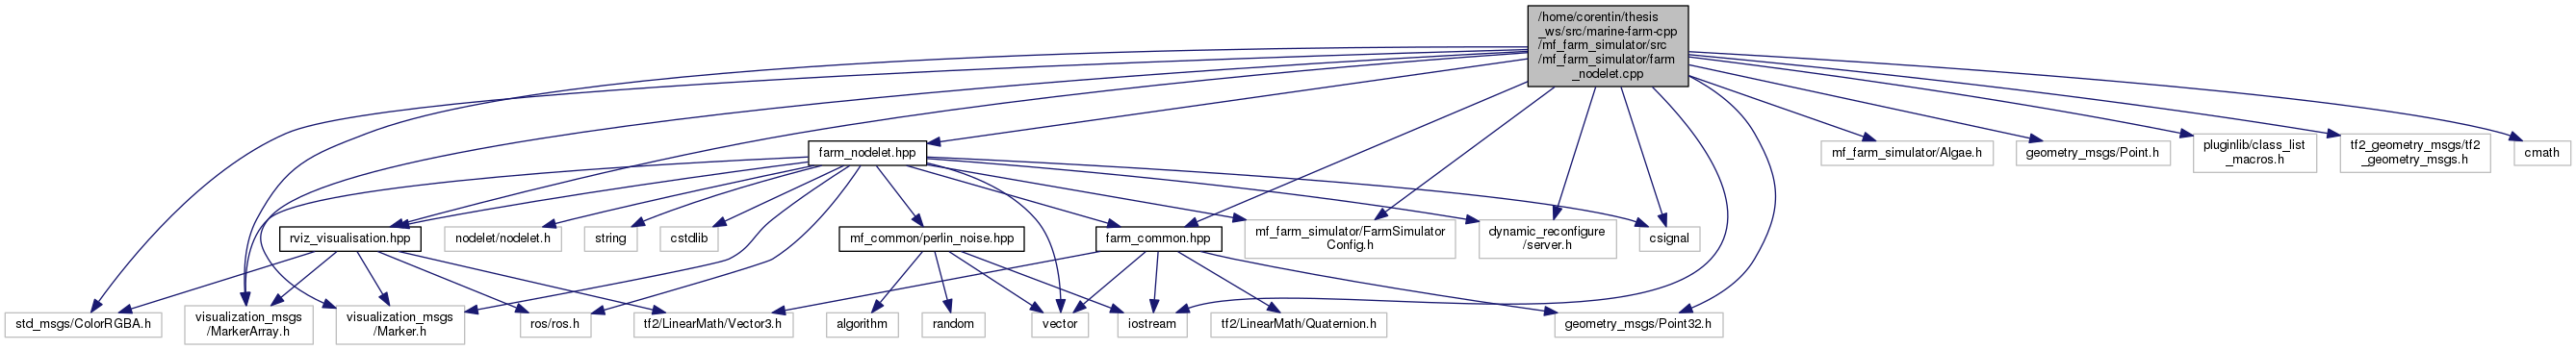 /home/corentin/thesis
_ws/src/marine-farm-cpp
/mf_farm_simulator/src
/mf_farm_simulator/farm
_nodelet.cpp
farm_nodelet.hpp
mf_farm_simulator/Algae.h
geometry_msgs/Point.h
pluginlib/class_list
_macros.h
tf2_geometry_msgs/tf2
_geometry_msgs.h
cmath
rviz_visualisation.hpp
nodelet/nodelet.h
string
cstdlib
mf_common/perlin_noise.hpp
farm_common.hpp
mf_farm_simulator/FarmSimulator
Config.h
dynamic_reconfigure
/server.h
csignal
std_msgs/ColorRGBA.h
visualization_msgs
/MarkerArray.h
visualization_msgs
/Marker.h
ros/ros.h
tf2/LinearMath/Vector3.h
algorithm
random
vector
iostream
tf2/LinearMath/Quaternion.h
geometry_msgs/Point32.h